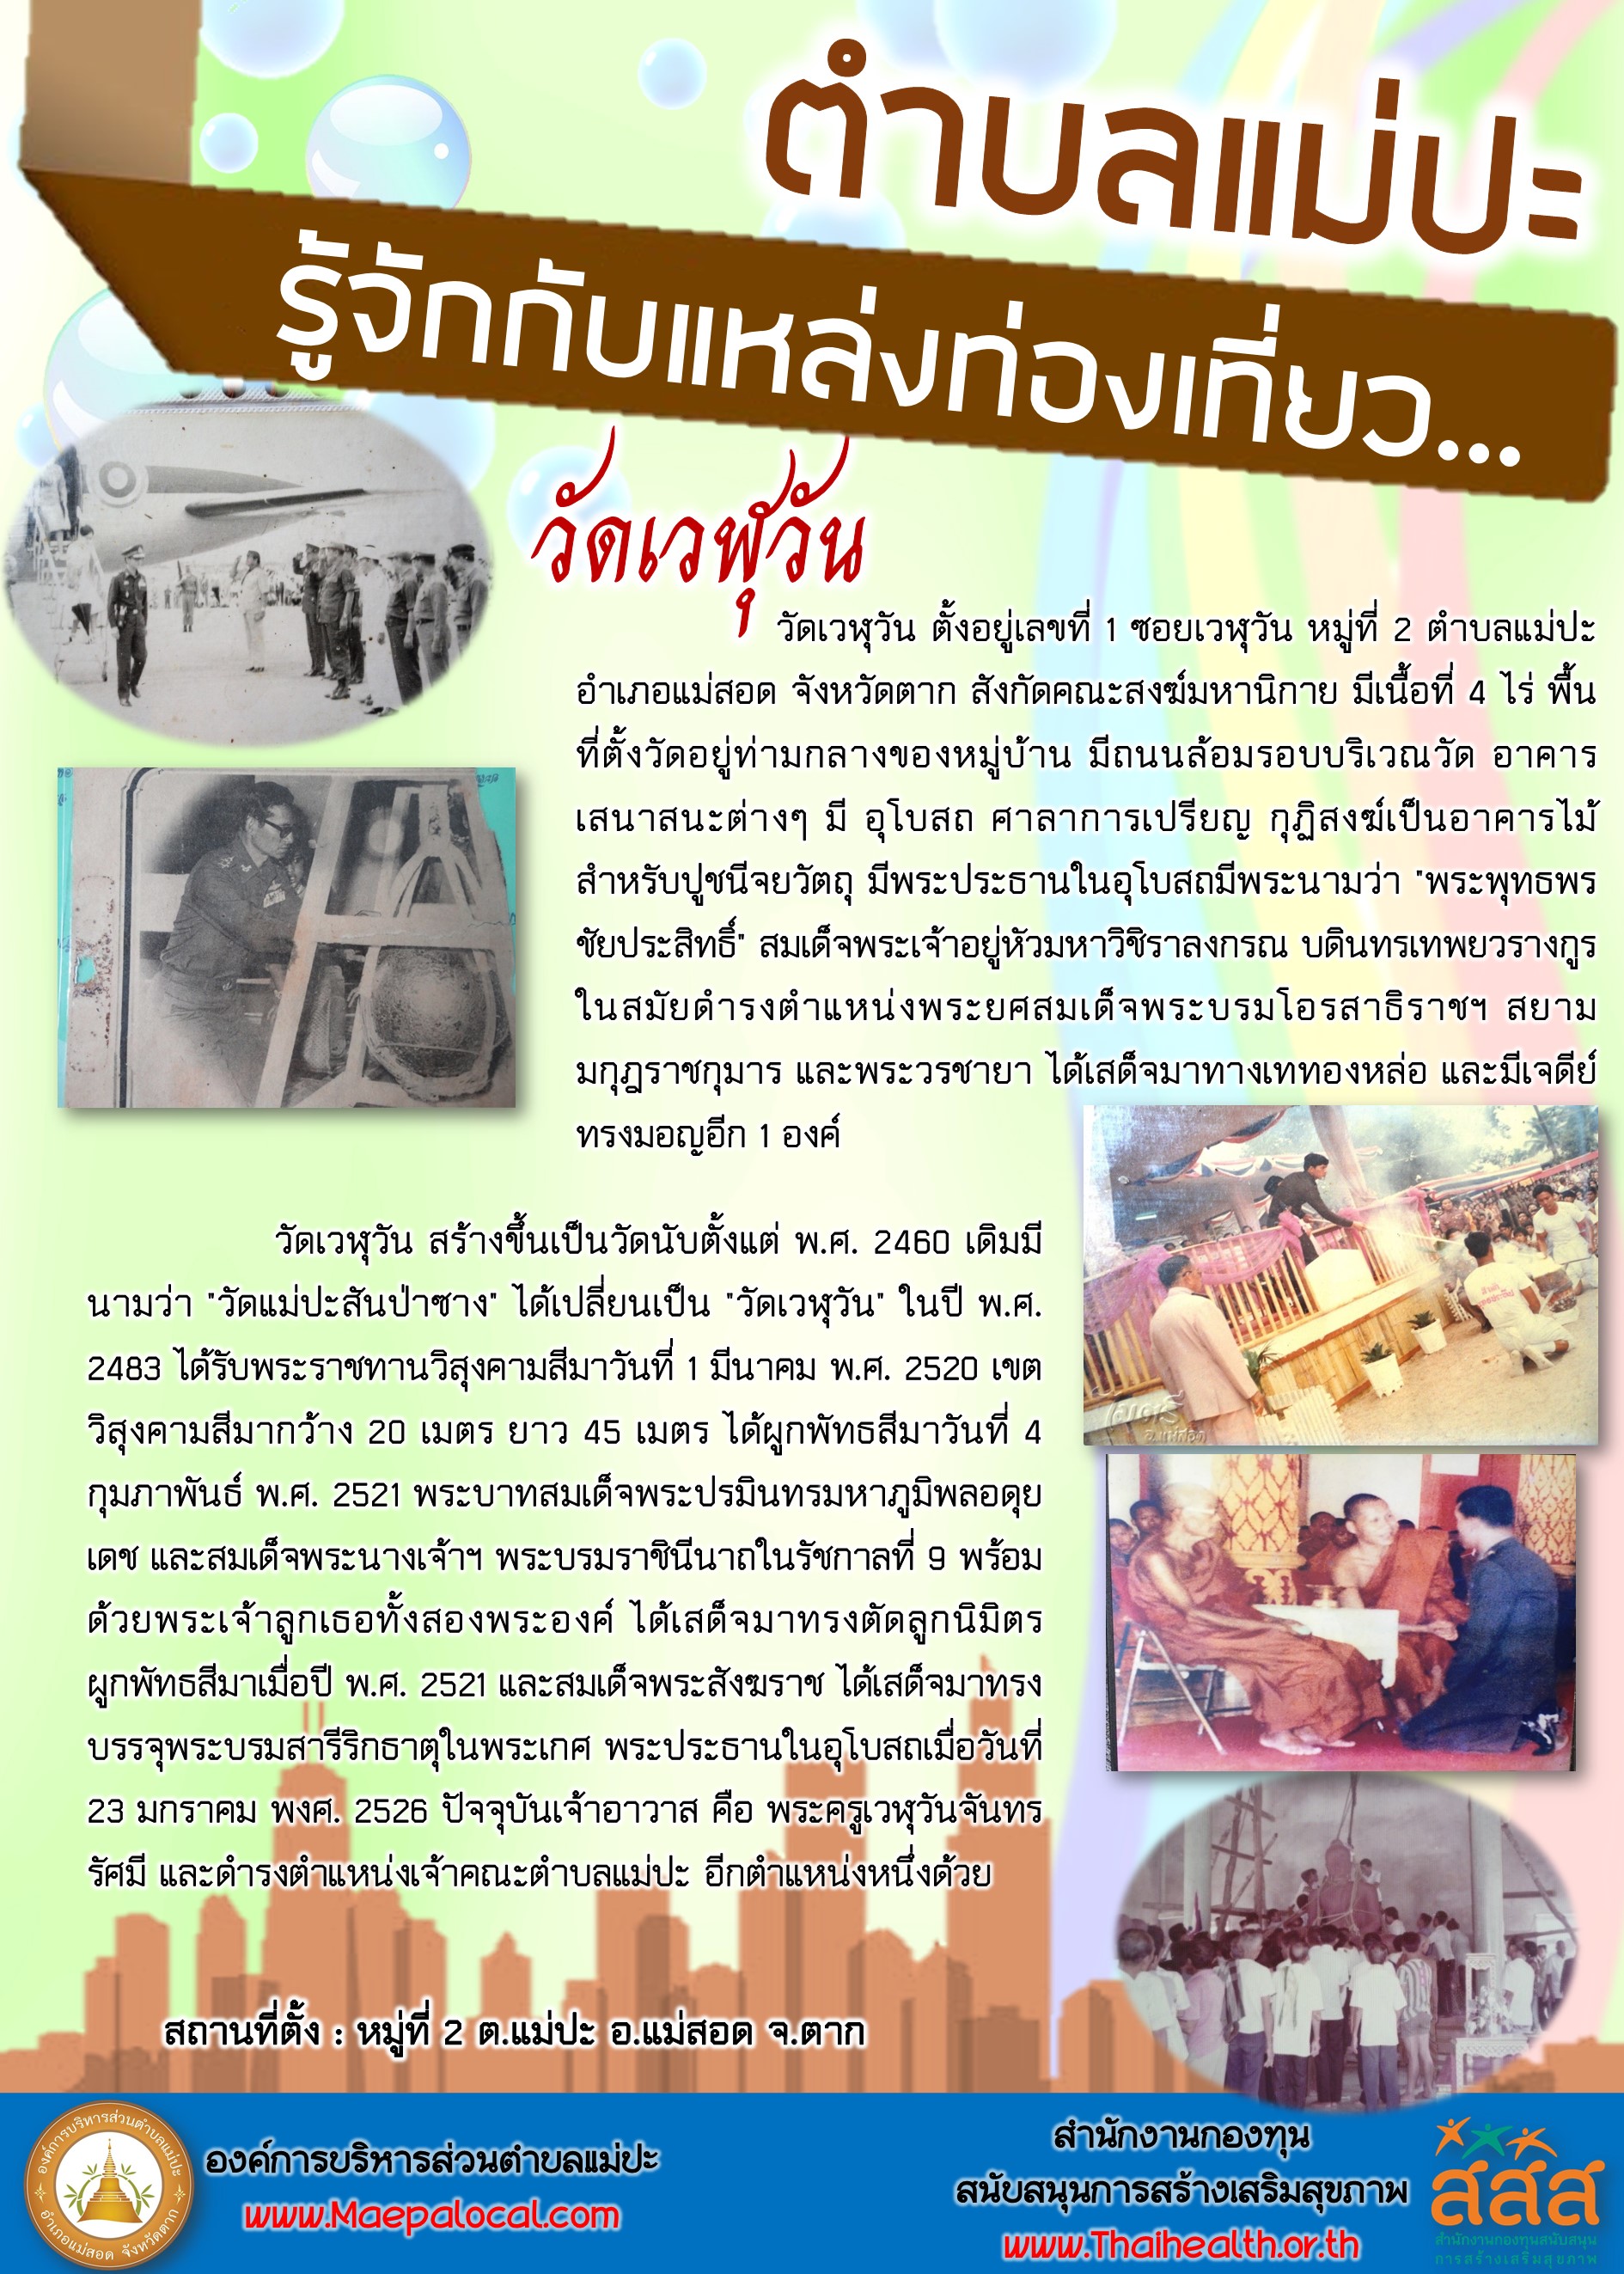 ตำบลแม่ปะ
รู้จักกับแหล่งท่องเที่ยว...
วัดเวฬุวัน
วัดเวฬุวัน ตั้งอยู่เลขที่ 1 ซอยเวฬุวัน หมู่ที่ 2 ตำบลแม่ปะ
อำเภอแม่สอด จังหวัดตาก สังกัดคณะสงฆ์มหานิกาย มีเนื้อที่ 4 ไร่ พื้น
ที่ตั้งวัดอยู่ท่ามกลางของหมู่บ้าน มีถนนล้อมรอบบริเวณวัด อาคาร
เสนาสนะต่างๆ มี อุโบสถ ศาลาการเปรียญ กุฏิสงฆ์เป็นอาคารไม้
สำหรับปูชนีจยวัตถุ มีพระประธานในอุโบสถมีพระนามว่า "พระพุทธพร
ชัยประสิทธิ์" สมเด็จพระเจ้าอยู่หัวมหาวิชิราลงกรณ บดินทรเทพยวรางกูร
ในสมัยดำรงตำแหน่งพระยศสมเด็จพระบรมโอรสาธิราชฯ สยาม
มกุฎราชกุมาร และพระวรชายา ได้เสด็จมาทางเททองหล่อ และมีเจดีย์
ทรงมอญอีก 1 องค์
วัดเวฬุวัน สร้างขึ้นเป็นวัดนับตั้งแต่ พ.ศ. 2460 เดิมมี
นามว่า "วัดแม่ปะสันป่าซาง" ได้เปลี่ยนเป็น "วัดเวฬุวัน" ในปี พ.ศ.
2483 ได้รับพระราชทานวิสุงคามสีมาวันที่ 1 มีนาคม พ.ศ. 2520 เขต
วิสุงคามสีมากว้าง 20 เมตร ยาว 45 เมตร ได้ผูกพัทธสีมาวันที่ 4
กุมภาพันธ์ พ.ศ. 2521 พระบาทสมเด็จพระปรมินทรมหาภูมิพลอดุย
เดช และสมเด็จพระนางเจ้าฯ พระบรมราชินีนาถในรัชกาลที่ 9 พร้อม
ด้วยพระเจ้าลูกเธอทั้งสองพระองค์ ได้เสด็จมาทรงตัดลูกนิมิตร
ผูกพัทธสีมาเมื่อปี พ.ศ. 2521 และสมเด็จพระสังฆราช ได้เสด็จมาทรง
บรรจุพระบรมสารีริกธาตุในพระเกศ พระประธานในอุโบสถเมื่อวันที่
23 มกราคม พงศ. 2526 ปัจจุบันเจ้าอาวาส คือ พระครูเวฬุวันจันทร
รัศมี และดำรงตำแหน่งเจ้าคณะตำบลแม่ปะ อีกตำแหน่งหนึ่งด้วย
อ.แม่สอด
สถานที่ตั้ง : หมู่ที่ 2 ต.แม่ปะ อ.แม่สอด จ.ตาก
องค์การบริหารส่วนตำบลแม่ปะ
อำเภอแม่สอด จังหวัดตาก
องค์การบริหารส่วนตำบลแม่ปะ
www.Maepalocal.com
สำนักงานกองทุน
สนับสนุนการสร้างเสริมสุขภาพ
www.Thaihealth.or.th
สสส
สำนักงานกองทุนสนับสนุน
การสร้างเสริมสุขภาพ